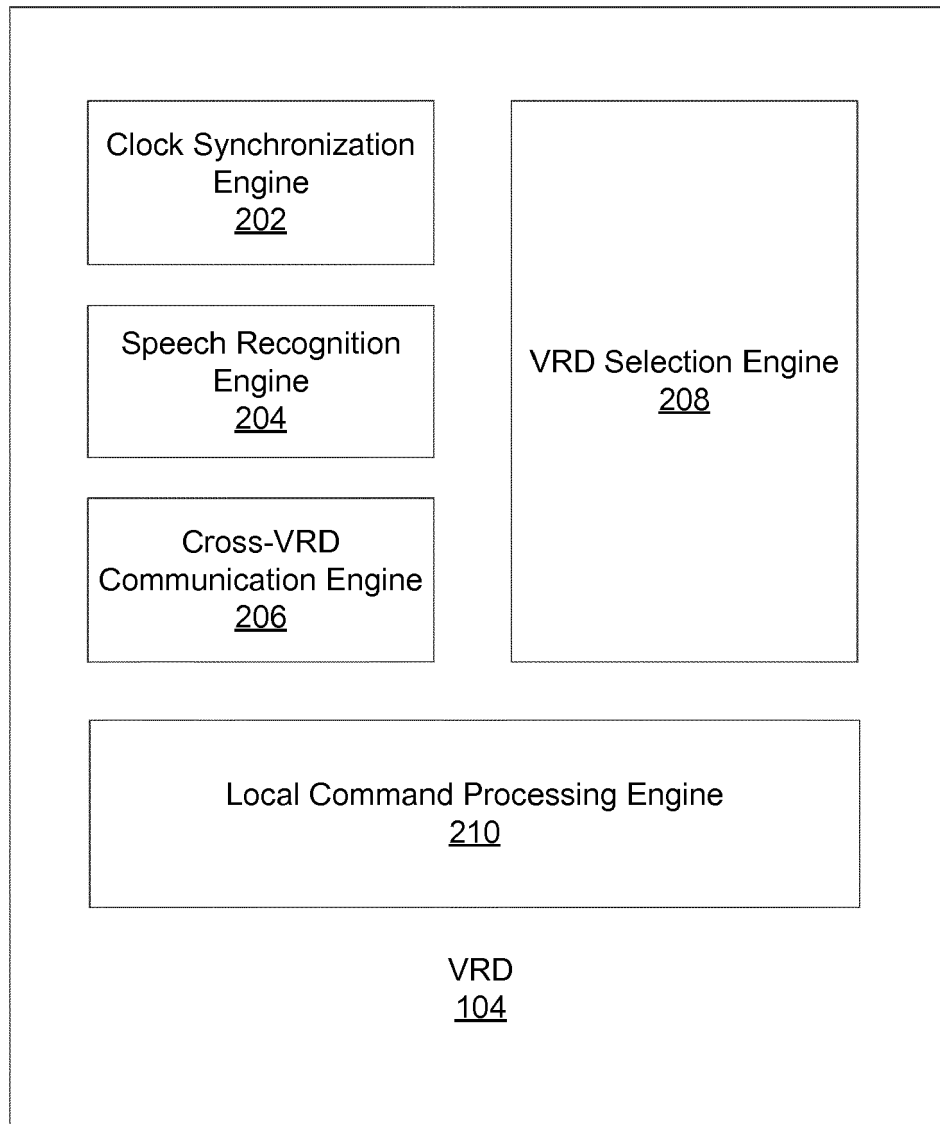 Clock Synchronization
Engine
202
Speech Recognition
Engine
204
Cross-VRD
Communication Engine
206
VRD Selection Engine
208
Local Command Processing Engine
210
VRD
104